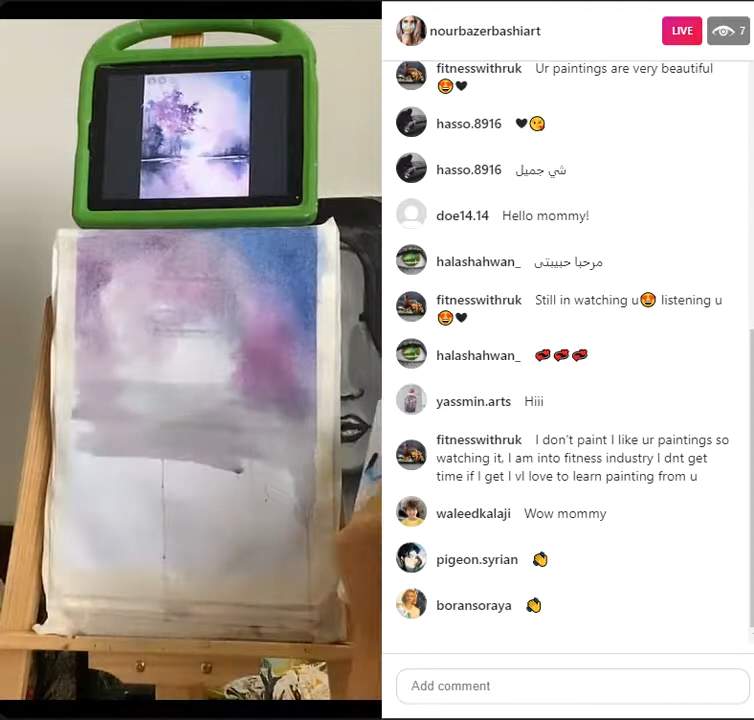 nourbazerbashiart
LIVE
7
fitnesswithruk Ur paintings are very beautiful
😍🖤
hasso.8916 🖤😘
hasso.8916 شي جميل
doe14.14 Hello mommy!
halashahwan_ مرحبا حبيبتى
fitnesswithruk Still in watching u😍 listening u
😍🖤
halashahwan_ 💋💋💋
yassmin.arts Hiii
fitnesswithruk I don't paint I like ur paintings so
watching it, I am into fitness industry I dnt get
time if I get I vl love to learn painting from u
waleedkalaji Wow mommy
pigeon.syrian 👏
boransoraya 👏
Add comment